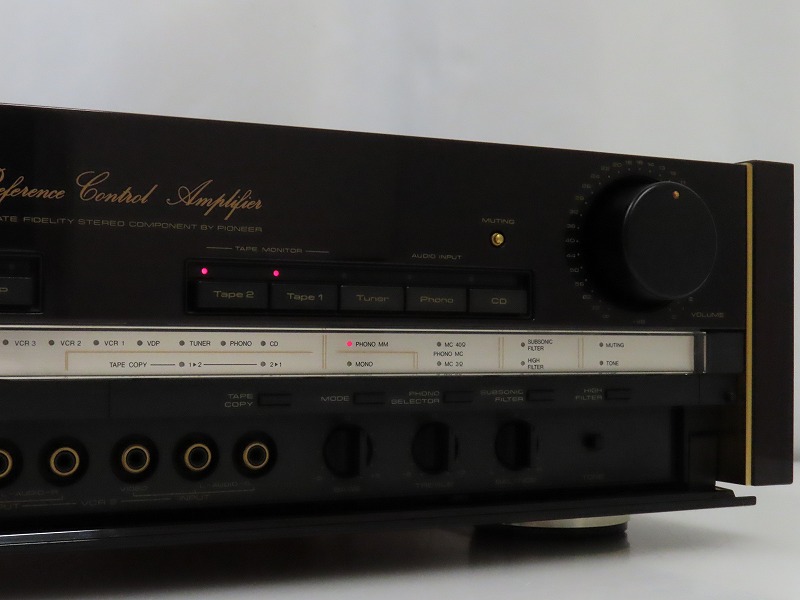 Reference Control Amplifier
ATE FIDELITY STEREO COMPONENT BY PIONEER
MUTING
TAPE MONITOR
AUDIO INPUT
P
Tape 2
Tape 1
Tuner
Phono
CD
VOLUME
VCR 3
VCR 2
VCR 1
VDP
TUNER
PHONO
CD
PHONO MM
MC 40Ω
SUBSONIC FILTER
MUTING
PHONO MC
TAPE COPY
1▸2
2▸1
MONO
MC 3Ω
HIGH FILTER
TONE
TAPE COPY
MODE
PHONO SELECTOR
SUBSONIC FILTER
HIGH FILTER
VCR 3
INPUT